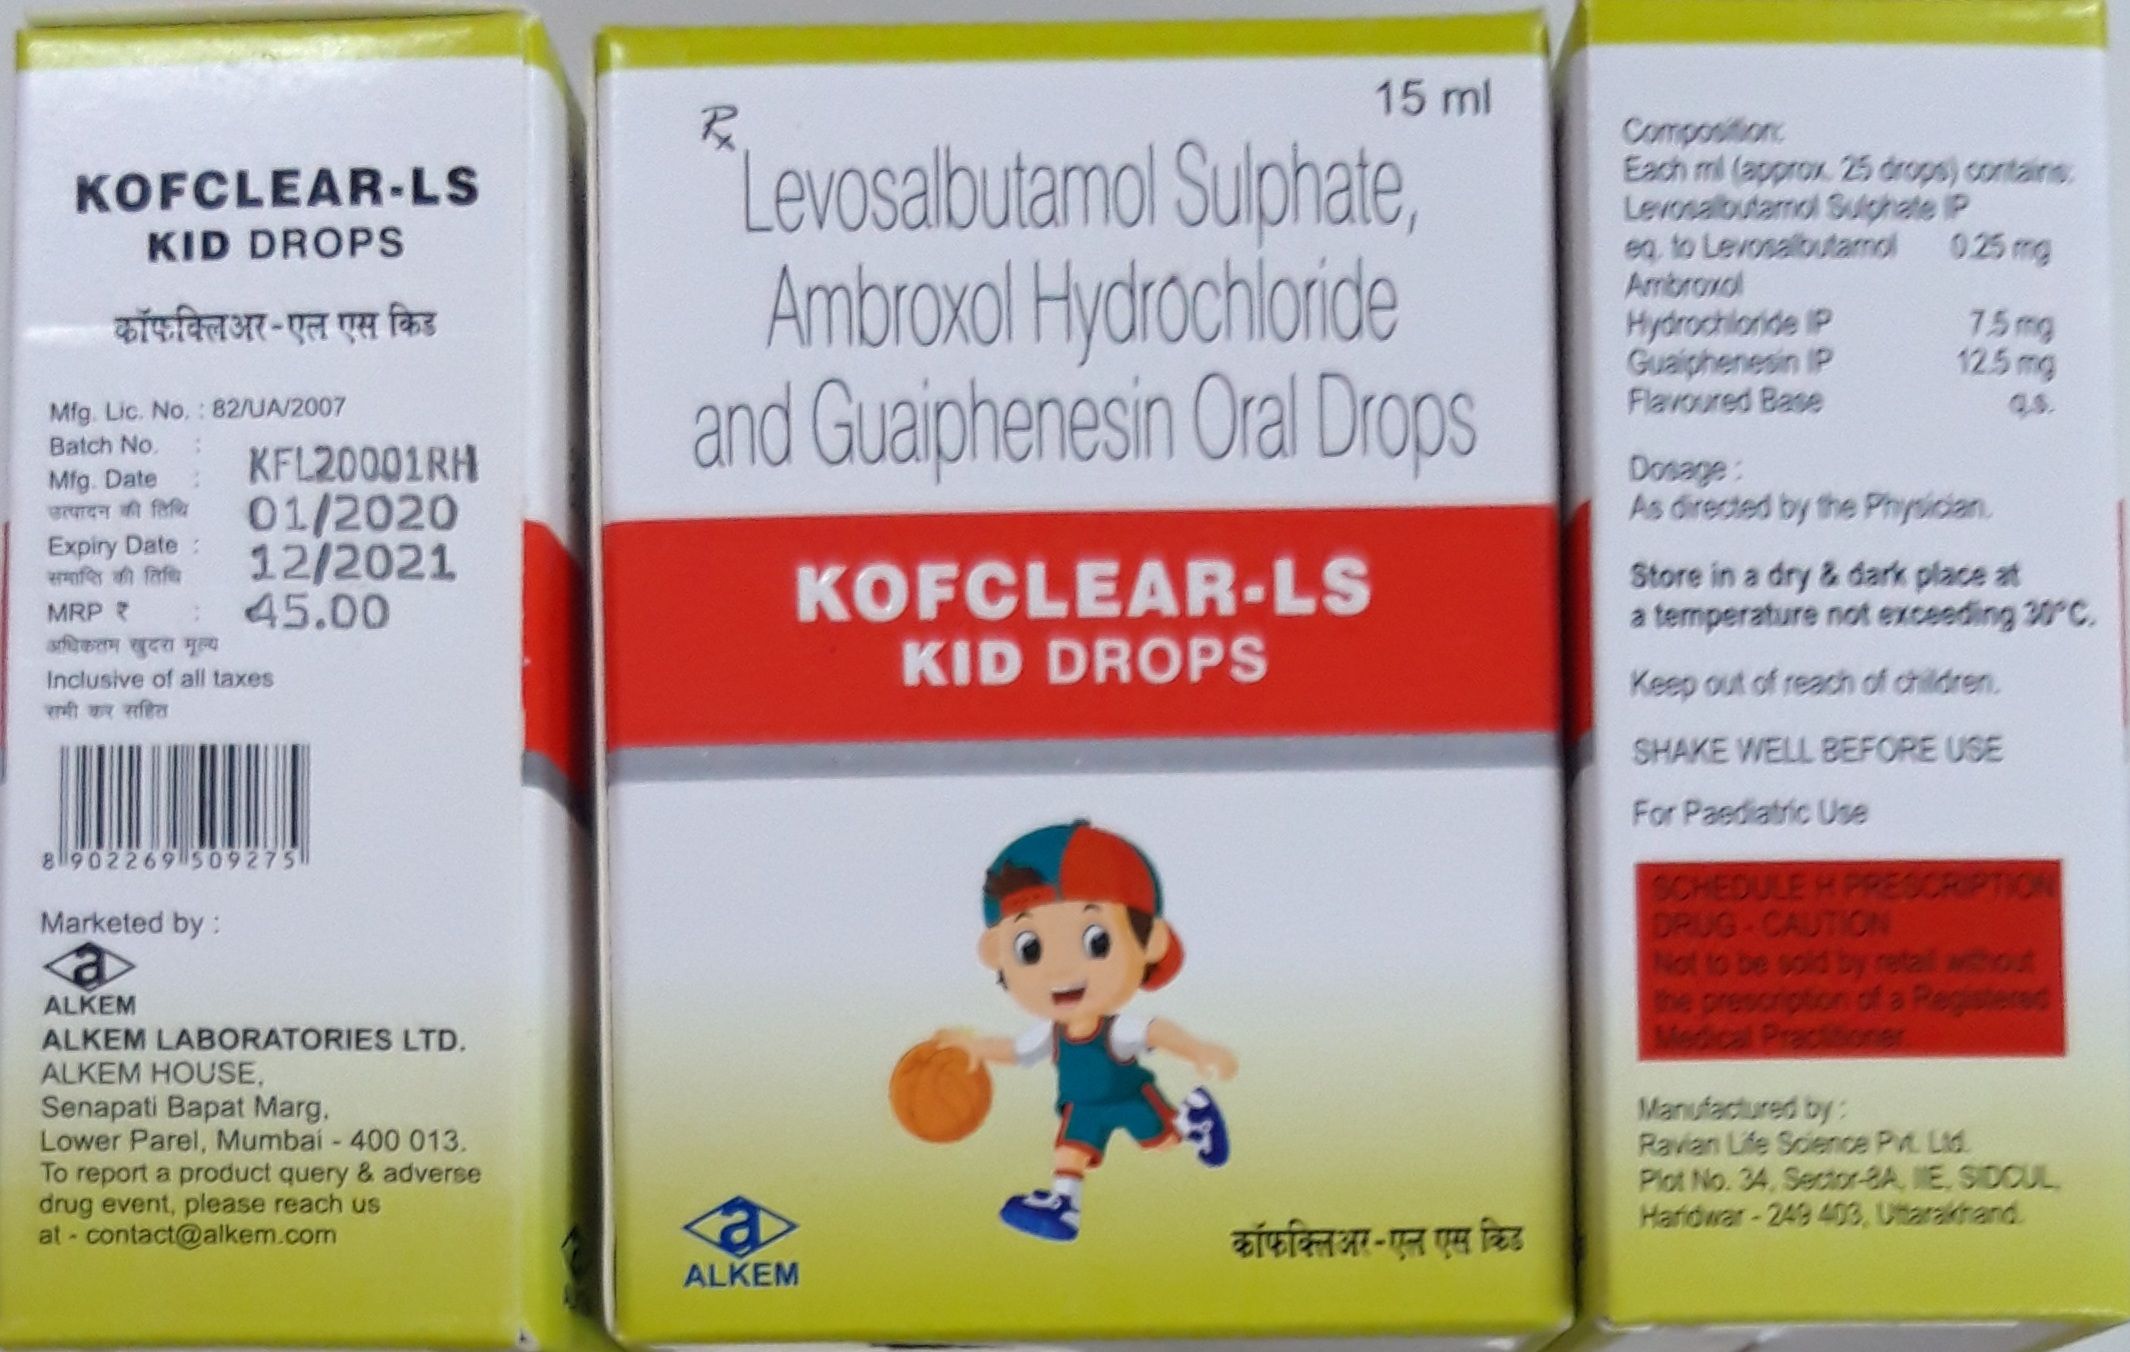 KOFCLEAR-LS
KID DROPS
कॉफक्लिअर-एल एस किड
Mfg. Lic. No. : 82/UA/2007
Batch No. : KFL20001RH
Mfg. Date : 01/2020
उत्पादन की तिथि
Expiry Date : 12/2021
समाप्ति की तिथि
MRP ₹ : 45.00
अधिकतम खुदरा मूल्य
Inclusive of all taxes
सभी कर सहित
8 902269 509275
Marketed by :
a
ALKEM
ALKEM LABORATORIES LTD.
ALKEM HOUSE,
Senapati Bapat Marg,
Lower Parel, Mumbai - 400 013.
To report a product query & adverse
drug event, please reach us
at - contact@alkem.com
15 ml
Rx
Levosalbutamol Sulphate,
Ambroxol Hydrochloride
and Guaiphenesin Oral Drops
KOFCLEAR-LS
KID DROPS
a
ALKEM
कॉफक्लिअर-एल एस किड
Composition:
Each ml (approx. 25 drops) contains:
Levosalbutamol Sulphate IP
eq. to Levosalbutamol 0.25 mg
Ambroxol
Hydrochloride IP 7.5 mg
Guaiphenesin IP 12.5 mg
Flavoured Base q.s.
Dosage :
As directed by the Physician.
Store in a dry & dark place at
a temperature not exceeding 30°C.
Keep out of reach of children.
SHAKE WELL BEFORE USE
For Paediatric Use
SCHEDULE H PRESCRIPTION
DRUG - CAUTION
Not to be sold by retail without
the prescription of a Registered
Medical Practitioner.
Manufactured by :
Ravian Life Science Pvt. Ltd.
Plot No. 34, Sector-8A, IIE, SIDCUL,
Haridwar - 249 403, Uttarakhand.